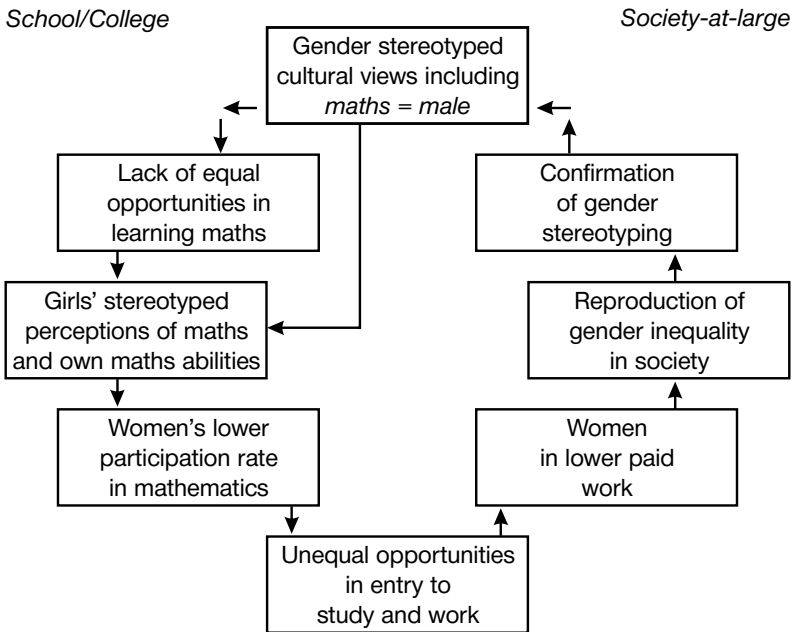 School/College
Society-at-large
Gender stereotyped
cultural views including
maths = male
Lack of equal
opportunities in
learning maths
Confirmation
of gender
stereotyping
Girls’ stereotyped
perceptions of maths
and own maths abilities
Reproduction of
gender inequality
in society
Women’s lower
participation rate
in mathematics
Women
in lower paid
work
Unequal opportunities
in entry to
study and work